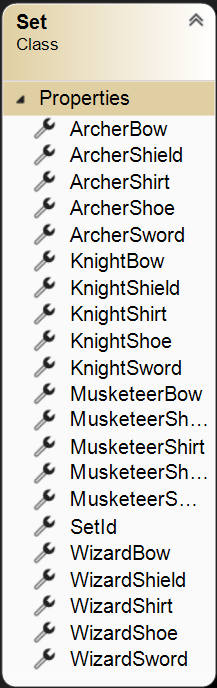 Set
Class
Properties
ArcherBow
ArcherShield
ArcherShirt
ArcherShoe
ArcherSword
KnightBow
KnightShield
KnightShirt
KnightShoe
KnightSword
MusketeerBow
MusketeerSh...
MusketeerShirt
MusketeerSh...
MusketeerS...
SetId
WizardBow
WizardShield
WizardShirt
WizardShoe
WizardSword